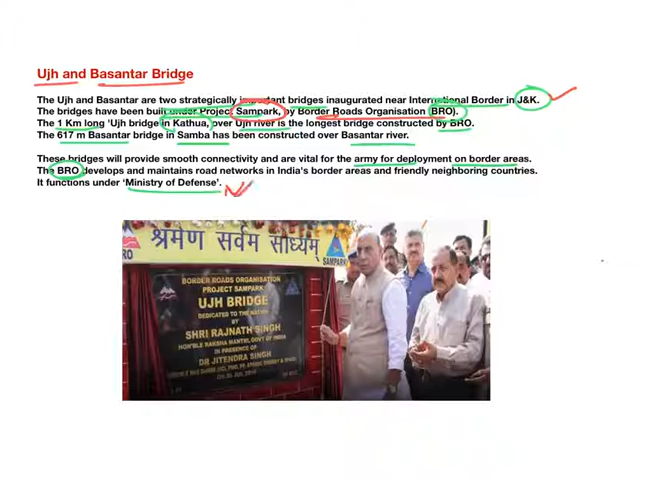 Ujh and Basantar Bridge
The Ujh and Basantar are two strategically important bridges inaugurated near International Border in J&K.
The bridges have been built under Project Sampark, by Border Roads Organisation (BRO).
The 1 Km long 'Ujh bridge in Kathua, over Ujh river is the longest bridge constructed by BRO.
The 617 m Basantar bridge in Samba has been constructed over Basantar river.
These bridges will provide smooth connectivity and are vital for the army for deployment on border areas.
The BRO develops and maintains road networks in India's border areas and friendly neighboring countries.
It functions under 'Ministry of Defense'.
श्रमेण सर्वम साध्यम्
BRO
SAMPARK
BORDER ROADS ORGANISATION
PROJECT SAMPARK
UJH BRIDGE
DEDICATED TO THE NATION
BY
SHRI RAJNATH SINGH
HON'BLE RAKSHA MANTRI, GOVT OF INDIA
IN PRESENCE OF
DR JITENDRA SINGH